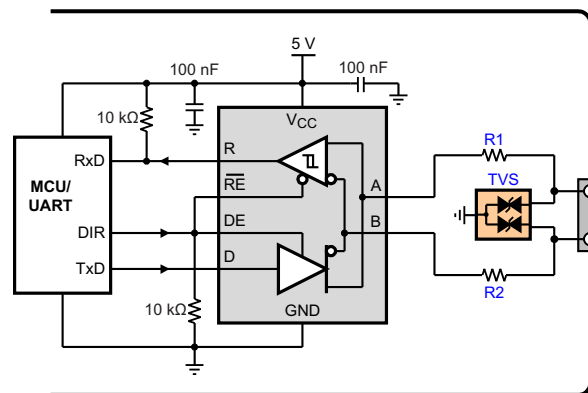 5 V
100 nF
100 nF
10 kΩ
VCC
R1
RxD
R
TVS
MCU/
UART
RE
A
DIR
DE
B
TxD
D
10 kΩ
GND
R2